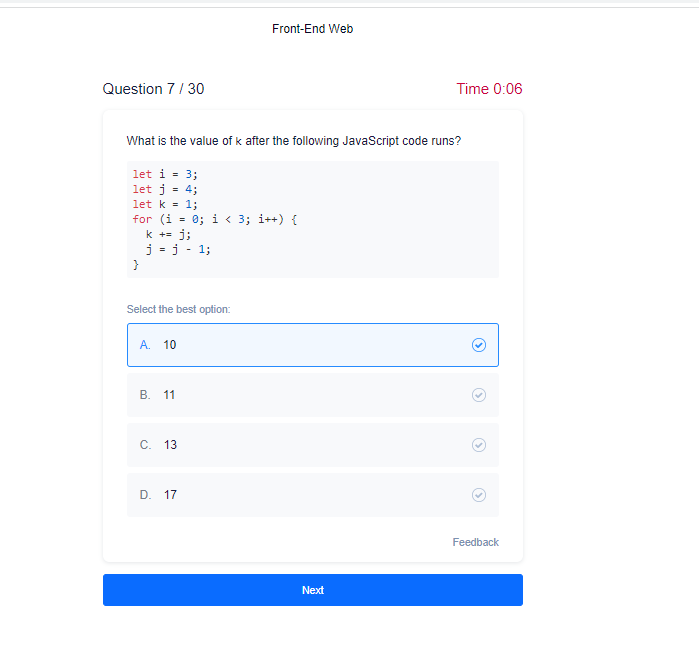 Front-End Web
Question 7 / 30
Time 0:06
What is the value of k after the following JavaScript code runs?
let i = 3;
let j = 4;
let k = 1;
for (i = 0; i < 3; i++) {
  k += j;
  j = j - 1;
}
Select the best option:
A. 10
B. 11
C. 13
D. 17
Feedback
Next